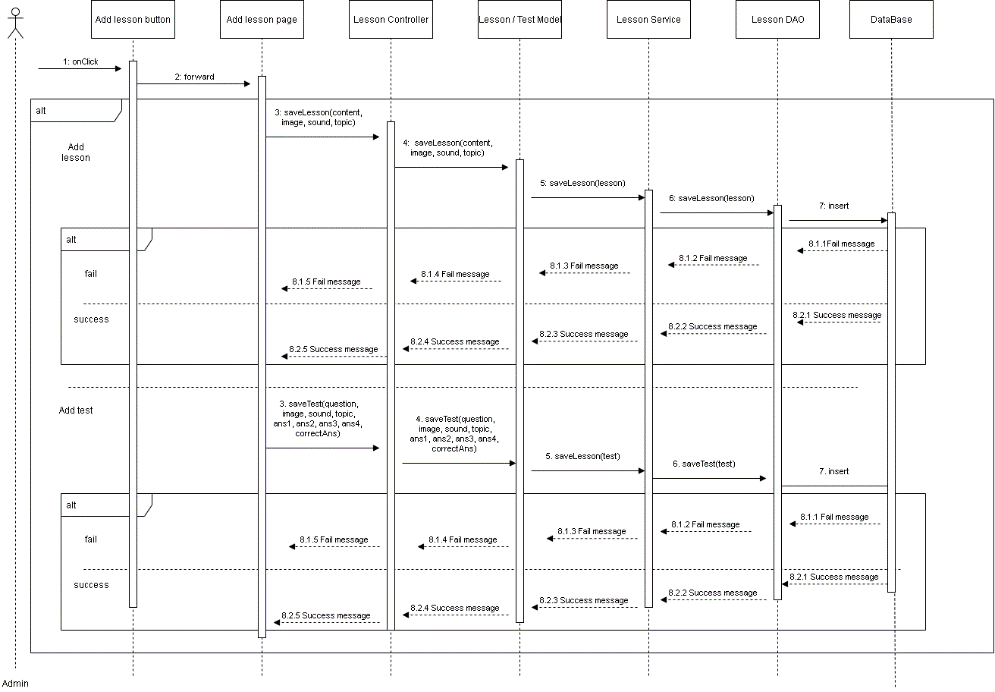 Add lesson button
Add lesson page
Lesson Controller
Lesson / Test Model
Lesson Service
Lesson DAO
DataBase
1: onClick
2: forward
alt
Add
lesson
3: saveLesson(content,
image, sound, topic)
4: saveLesson(content,
image, sound, topic)
5: saveLesson(lesson)
6: saveLesson(lesson)
7: insert
alt
fail
8.1.1Fail message
8.1.2 Fail message
8.1.3 Fail message
8.1.4 Fail message
8.1.5 Fail message
success
8.2.1 Success message
8.2.2 Success message
8.2.3 Success message
8.2.4 Success message
8.2.5 Success message
Add test
3. saveTest(question,
image, sound, topic,
ans1, ans2, ans3, ans4,
correctAns)
4. saveTest(question,
image, sound, topic,
ans1, ans2, ans3, ans4,
correctAns)
5. saveLesson(test)
6. saveTest(test)
7. insert
alt
fail
8.1.1 Fail message
8.1.2 Fail message
8.1.3 Fail message
8.1.4 Fail message
8.1.5 Fail message
success
8.2.1 Success message
8.2.2 Success message
8.2.3 Success message
8.2.4 Success message
8.2.5 Success message
Admin